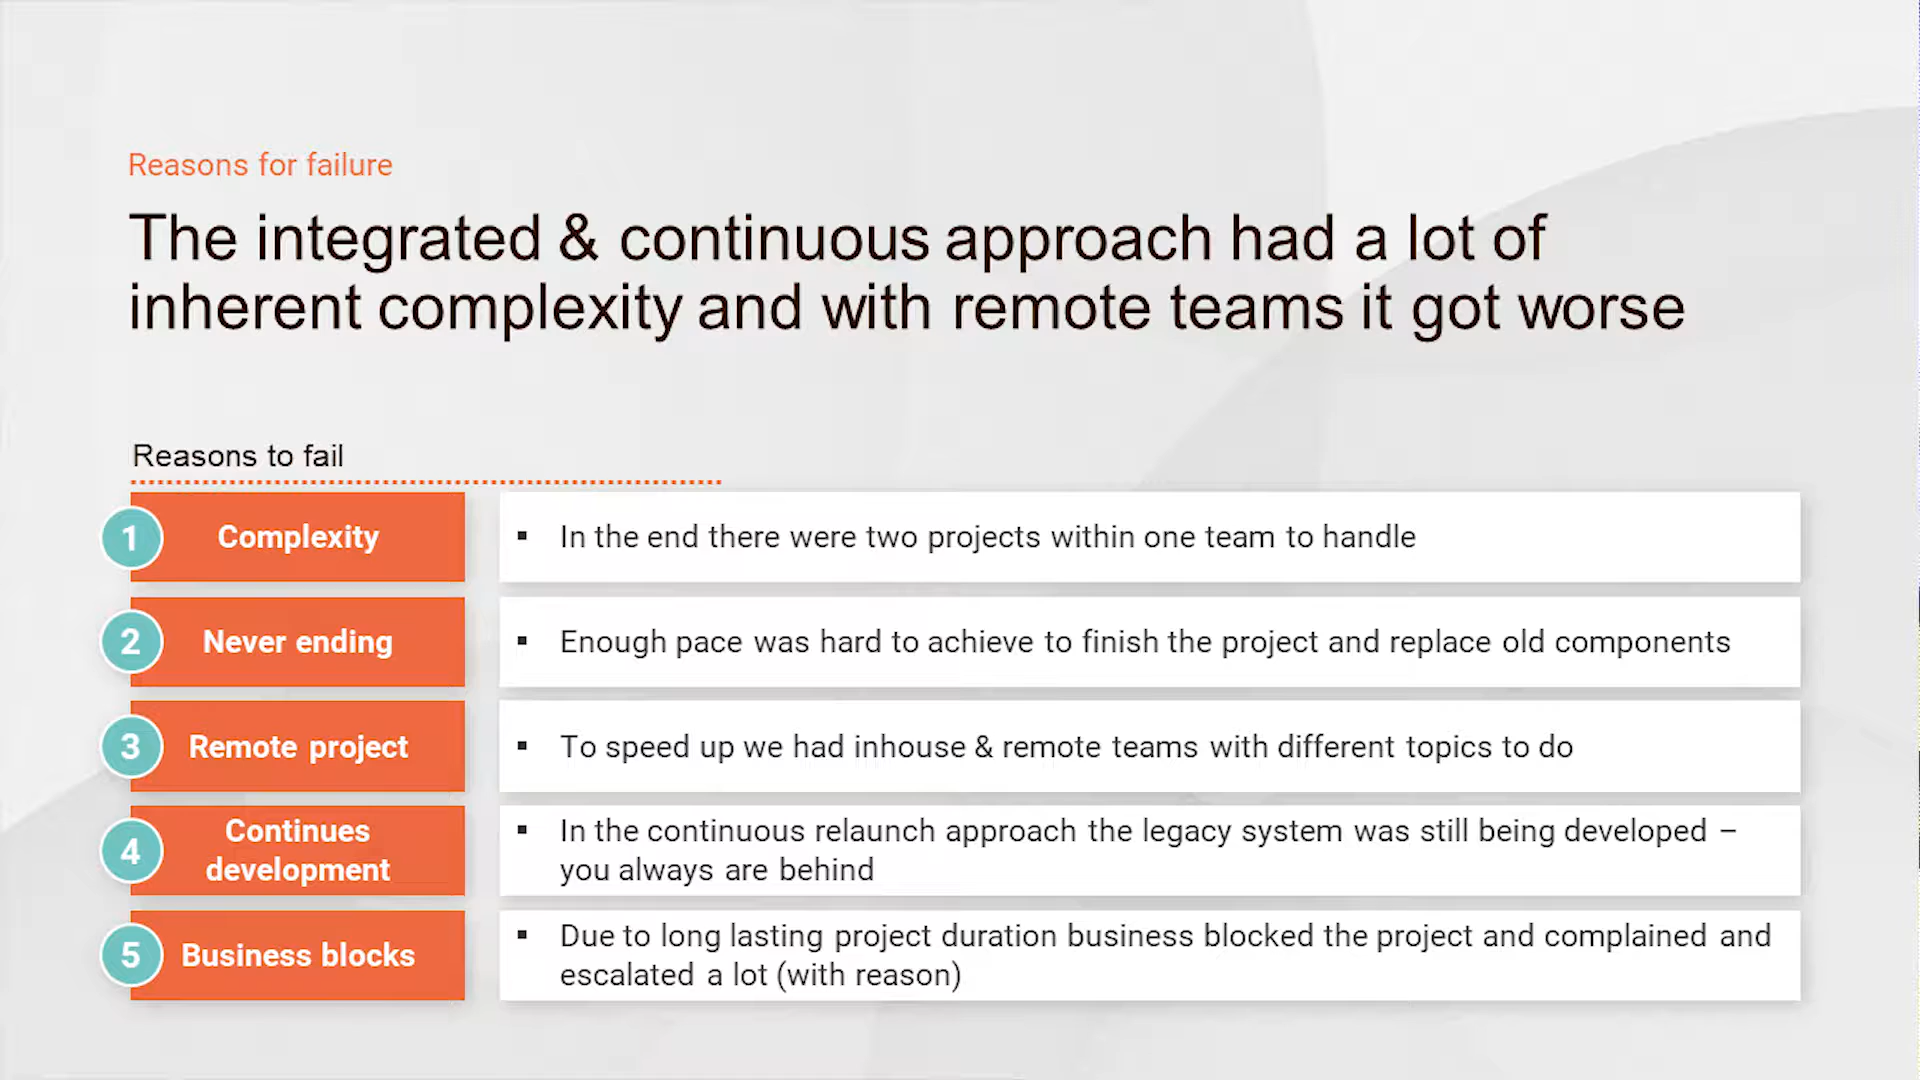 Reasons for failure
The integrated & continuous approach had a lot of
inherent complexity and with remote teams it got worse
Reasons to fail
1 Complexity
▪ In the end there were two projects within one team to handle
2 Never ending
▪ Enough pace was hard to achieve to finish the project and replace old components
3 Remote project
▪ To speed up we had inhouse & remote teams with different topics to do
4 Continues
development
▪ In the continuous relaunch approach the legacy system was still being developed –
you always are behind
5 Business blocks
▪ Due to long lasting project duration business blocked the project and complained and
escalated a lot (with reason)